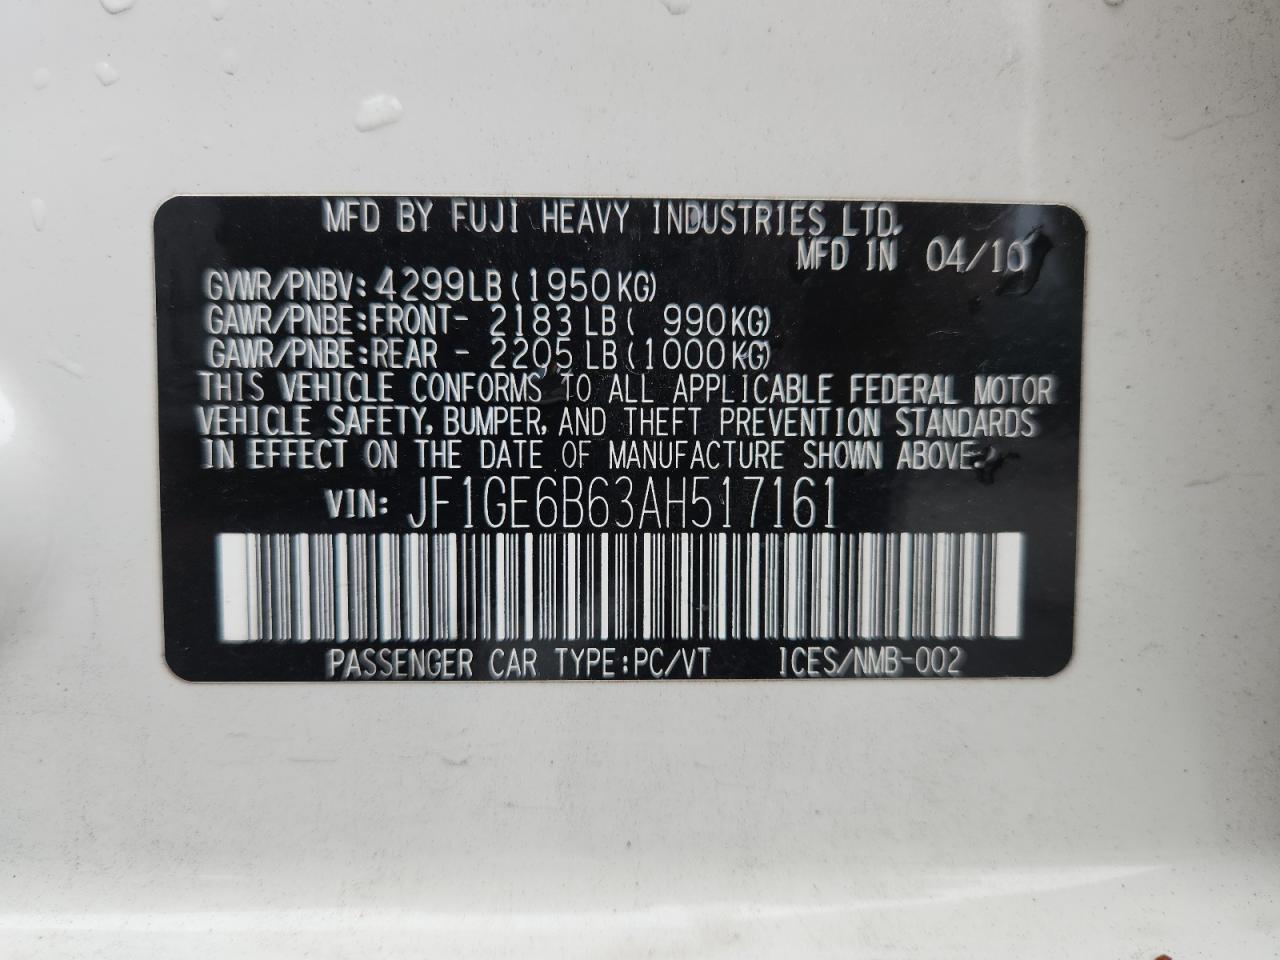 MFD BY FUJI HEAVY INDUSTRIES LTD.
MFD IN 04/10
GVWR/PNBV: 4299LB (1950KG)
GAWR/PNBE:FRONT- 2183 LB( 990KG)
GAWR/PNBE:REAR - 2205 LB(1000KG)
THIS VEHICLE CONFORMS TO ALL APPLICABLE FEDERAL MOTOR
VEHICLE SAFETY, BUMPER, AND THEFT PREVENTION STANDARDS
IN EFFECT ON THE DATE OF MANUFACTURE SHOWN ABOVE.
VIN: JF1GE6B63AH517161
PASSENGER CAR TYPE:PC/VT ICES/NMB-002